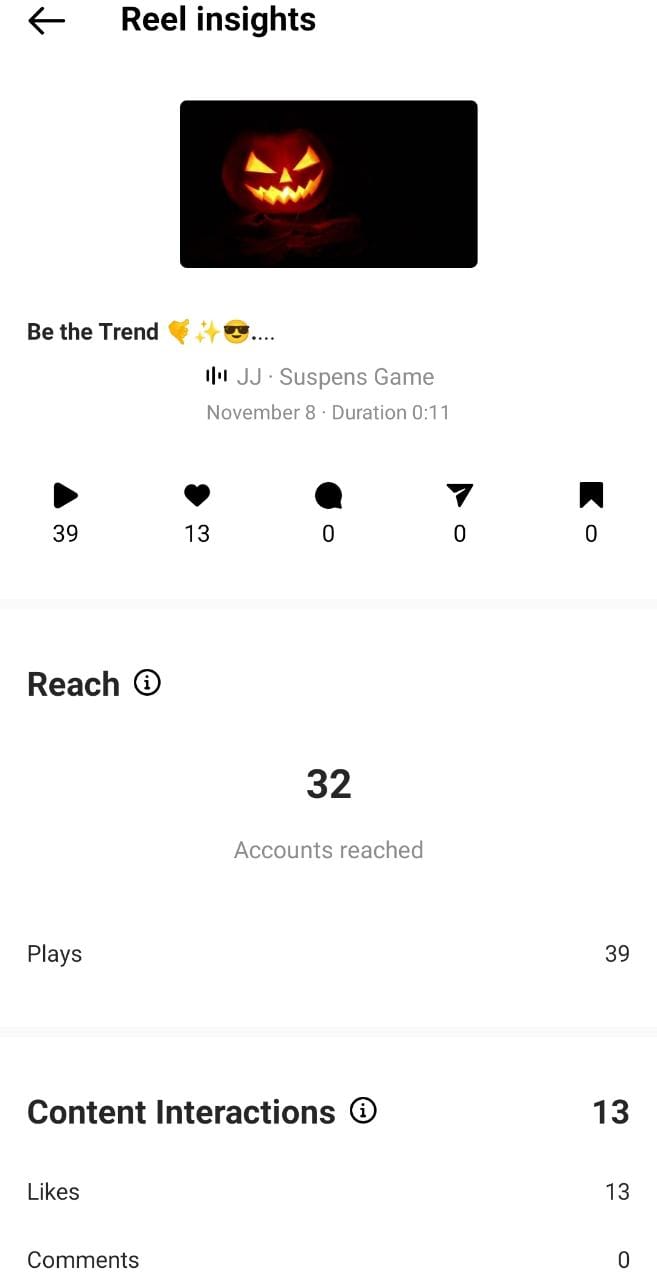 Reel insights
Be the Trend 🤙✨😎....
JJ · Suspens Game
November 8 · Duration 0:11
39 13 0 0 0
Reach
32
Accounts reached
Plays 39
Content Interactions 13
Likes 13
Comments 0